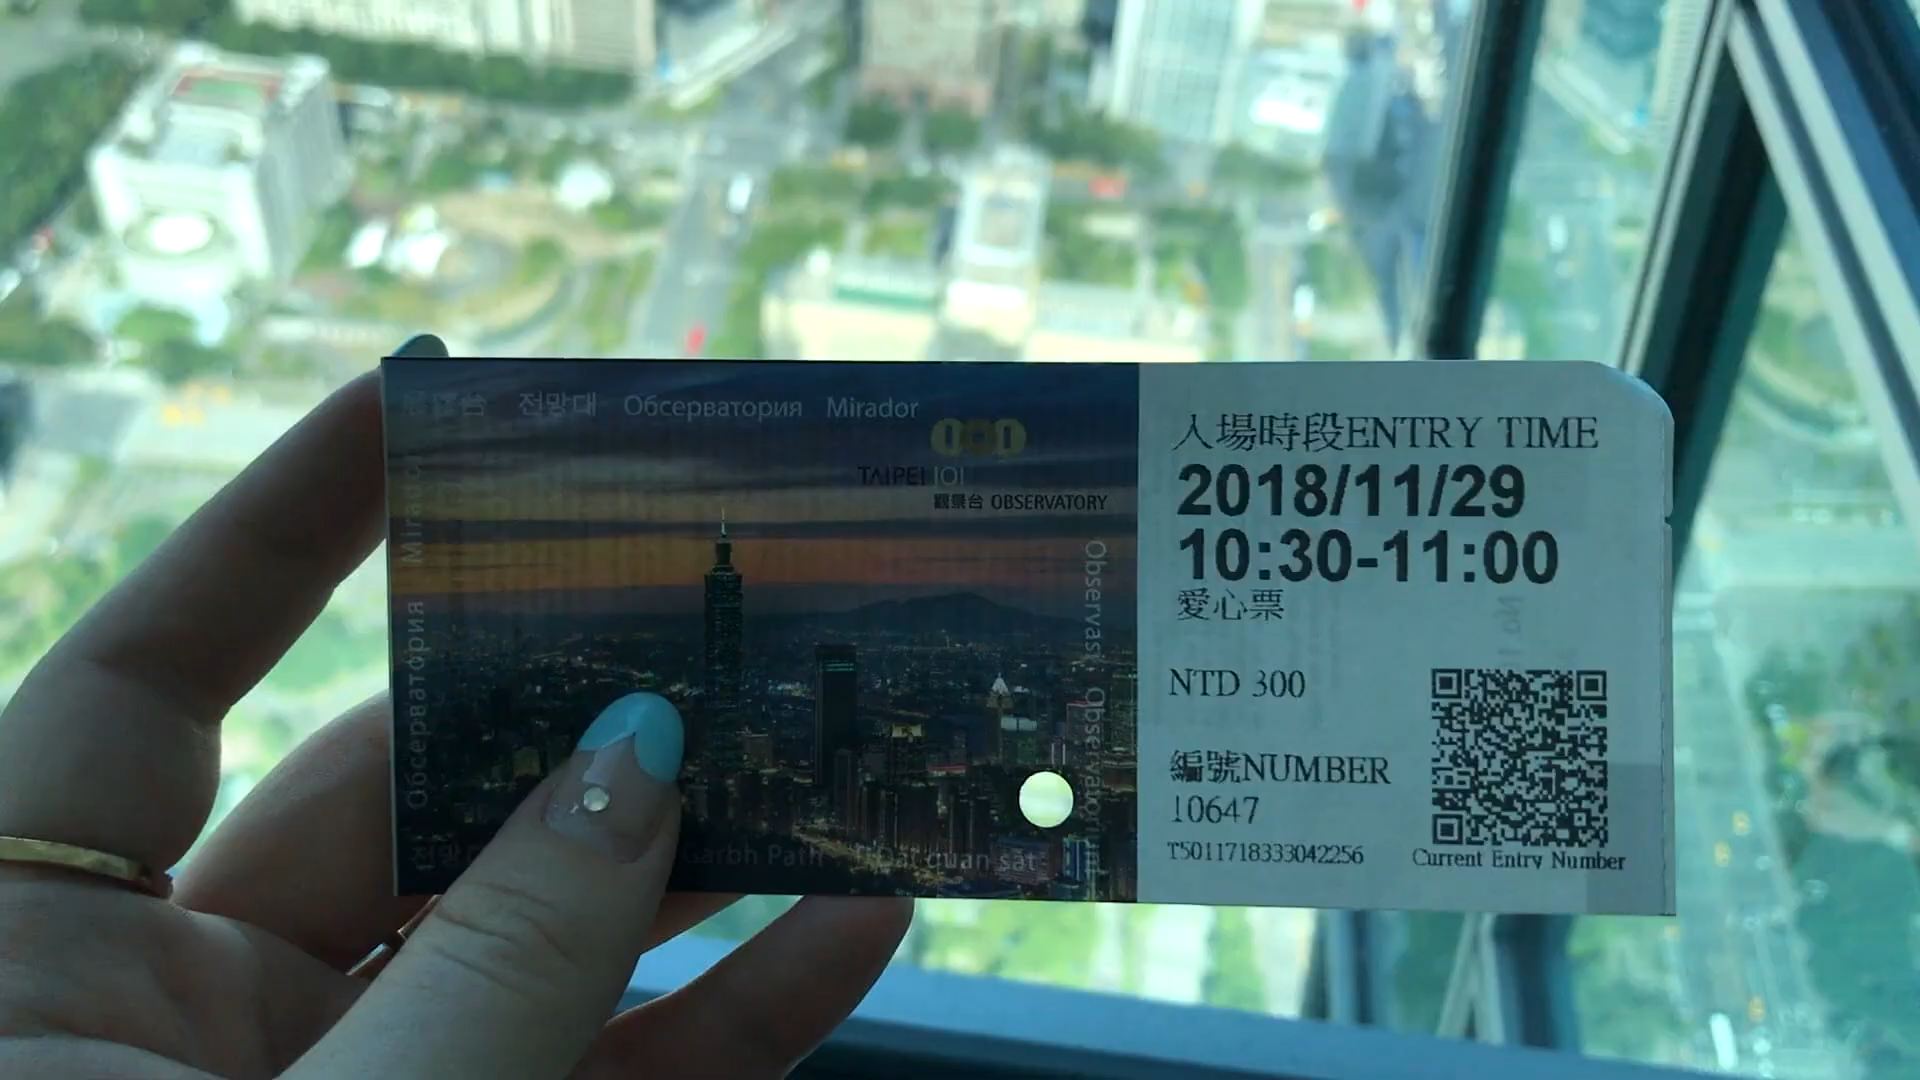 전망대 Обсерватория Mirador
TAIPEI 101
觀景台 OBSERVATORY
Обсерватория
Observasi
Observatorium
Garbh Path
Đài quan sát
入場時段ENTRY TIME
2018/11/29
10:30-11:00
愛心票
NTD 300
編號NUMBER
10647
T5011718333042256
Current Entry Number